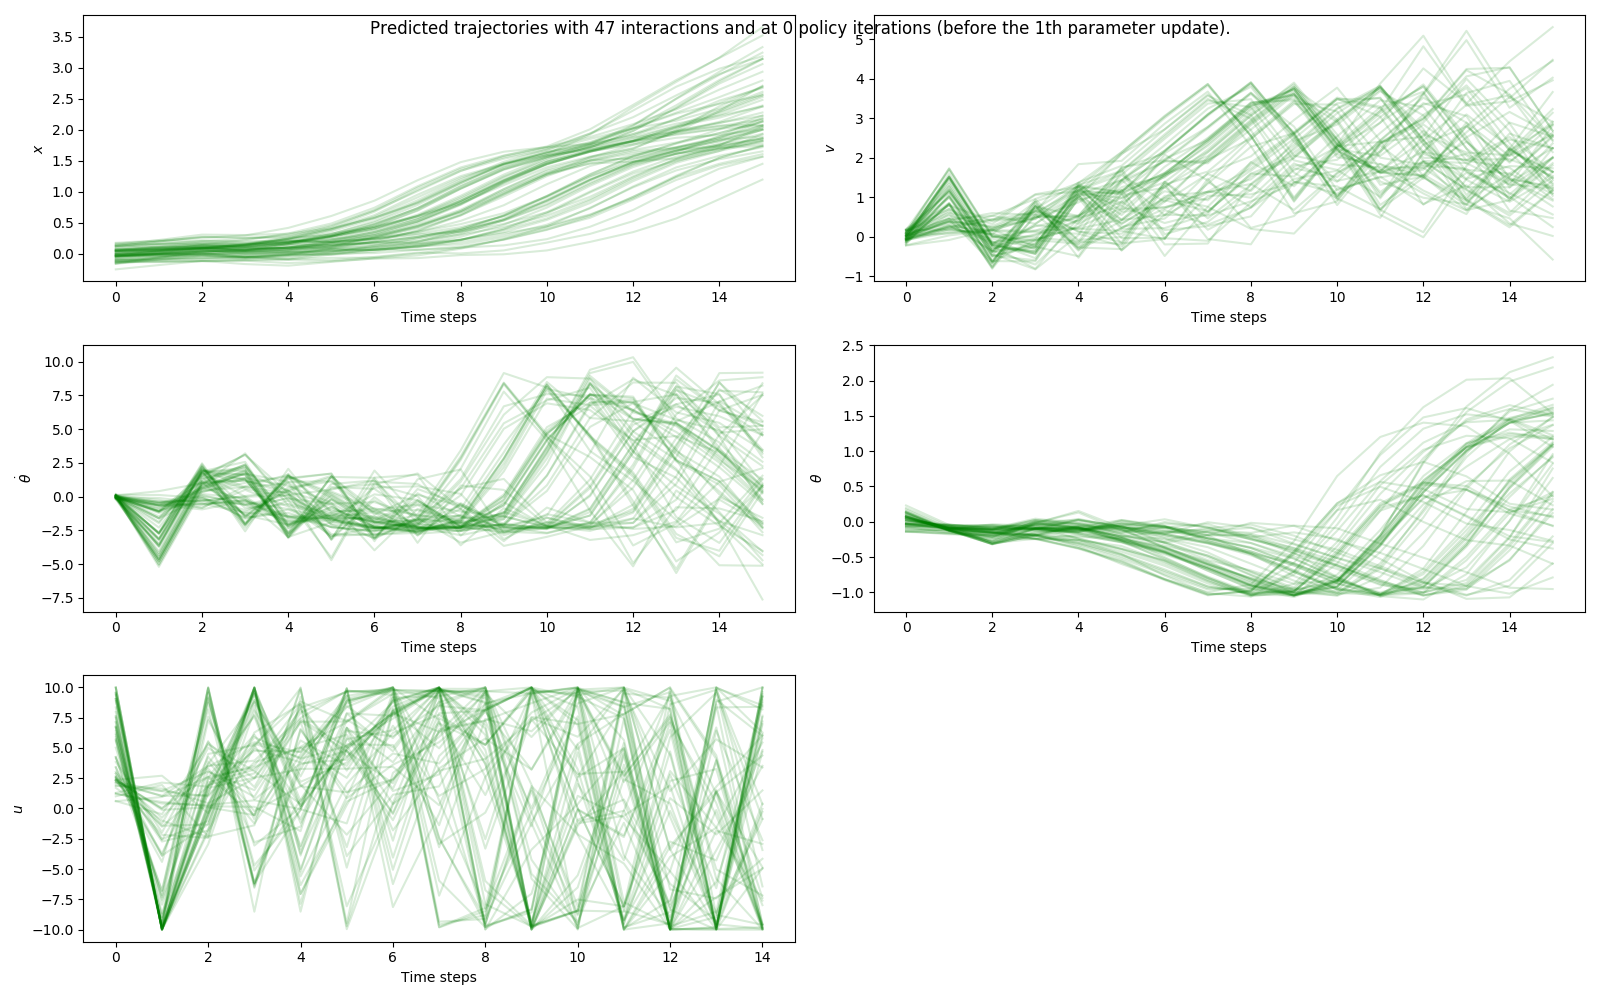 Predicted trajectories with 47 interactions and at 0 policy iterations (before the 1th parameter update).
3.5
3.0
2.5
2.0
1.5
1.0
0.5
0.0
x
0 2 4 6 8 10 12 14
Time steps
5
4
3
2
1
0
−1
v
0 2 4 6 8 10 12 14
Time steps
10.0
7.5
5.0
2.5
0.0
−2.5
−5.0
−7.5
θ̇
0 2 4 6 8 10 12 14
Time steps
2.5
2.0
1.5
1.0
0.5
0.0
−0.5
−1.0
θ
0 2 4 6 8 10 12 14
Time steps
10.0
7.5
5.0
2.5
0.0
−2.5
−5.0
−7.5
−10.0
u
0 2 4 6 8 10 12 14
Time steps